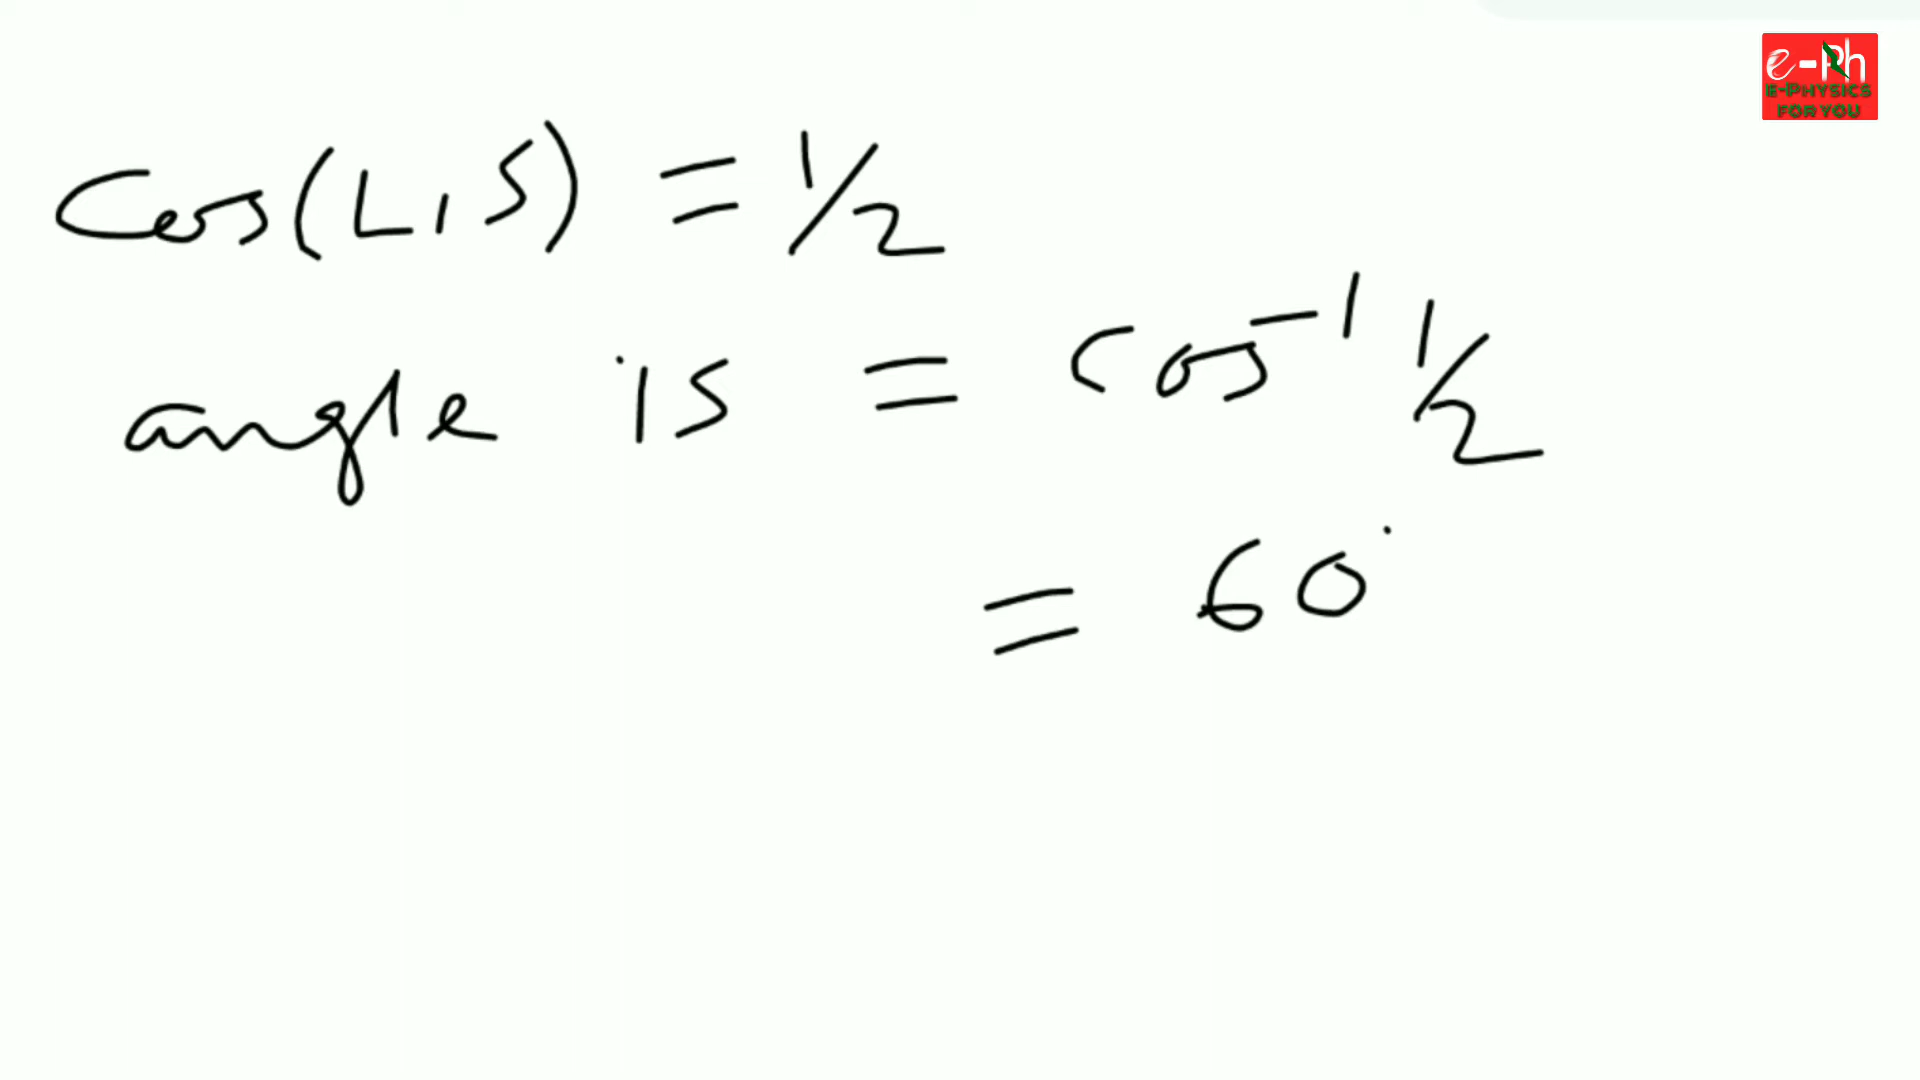 e-Ph
E-PHYSICS
FOR YOU
Cos(L,S) = 1/2
angle is = cos⁻¹ 1/2
= 60°